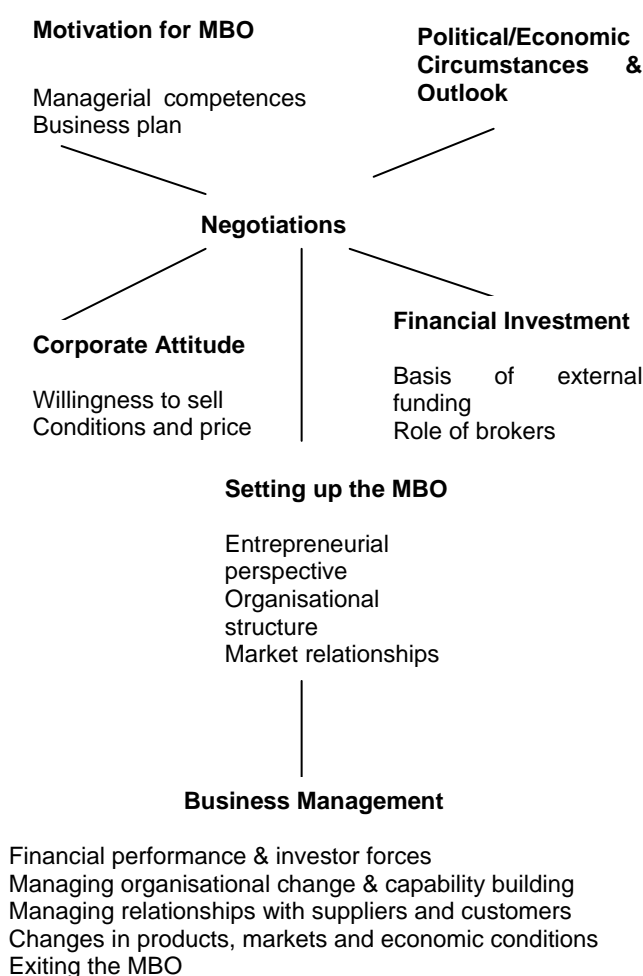 Motivation for MBO
Managerial competences
Business plan
Political/Economic
Circumstances &
Outlook
Negotiations
Corporate Attitude
Willingness to sell
Conditions and price
Financial Investment
Basis of external
funding
Role of brokers
Setting up the MBO
Entrepreneurial
perspective
Organisational
structure
Market relationships
Business Management
Financial performance & investor forces
Managing organisational change & capability building
Managing relationships with suppliers and customers
Changes in products, markets and economic conditions
Exiting the MBO